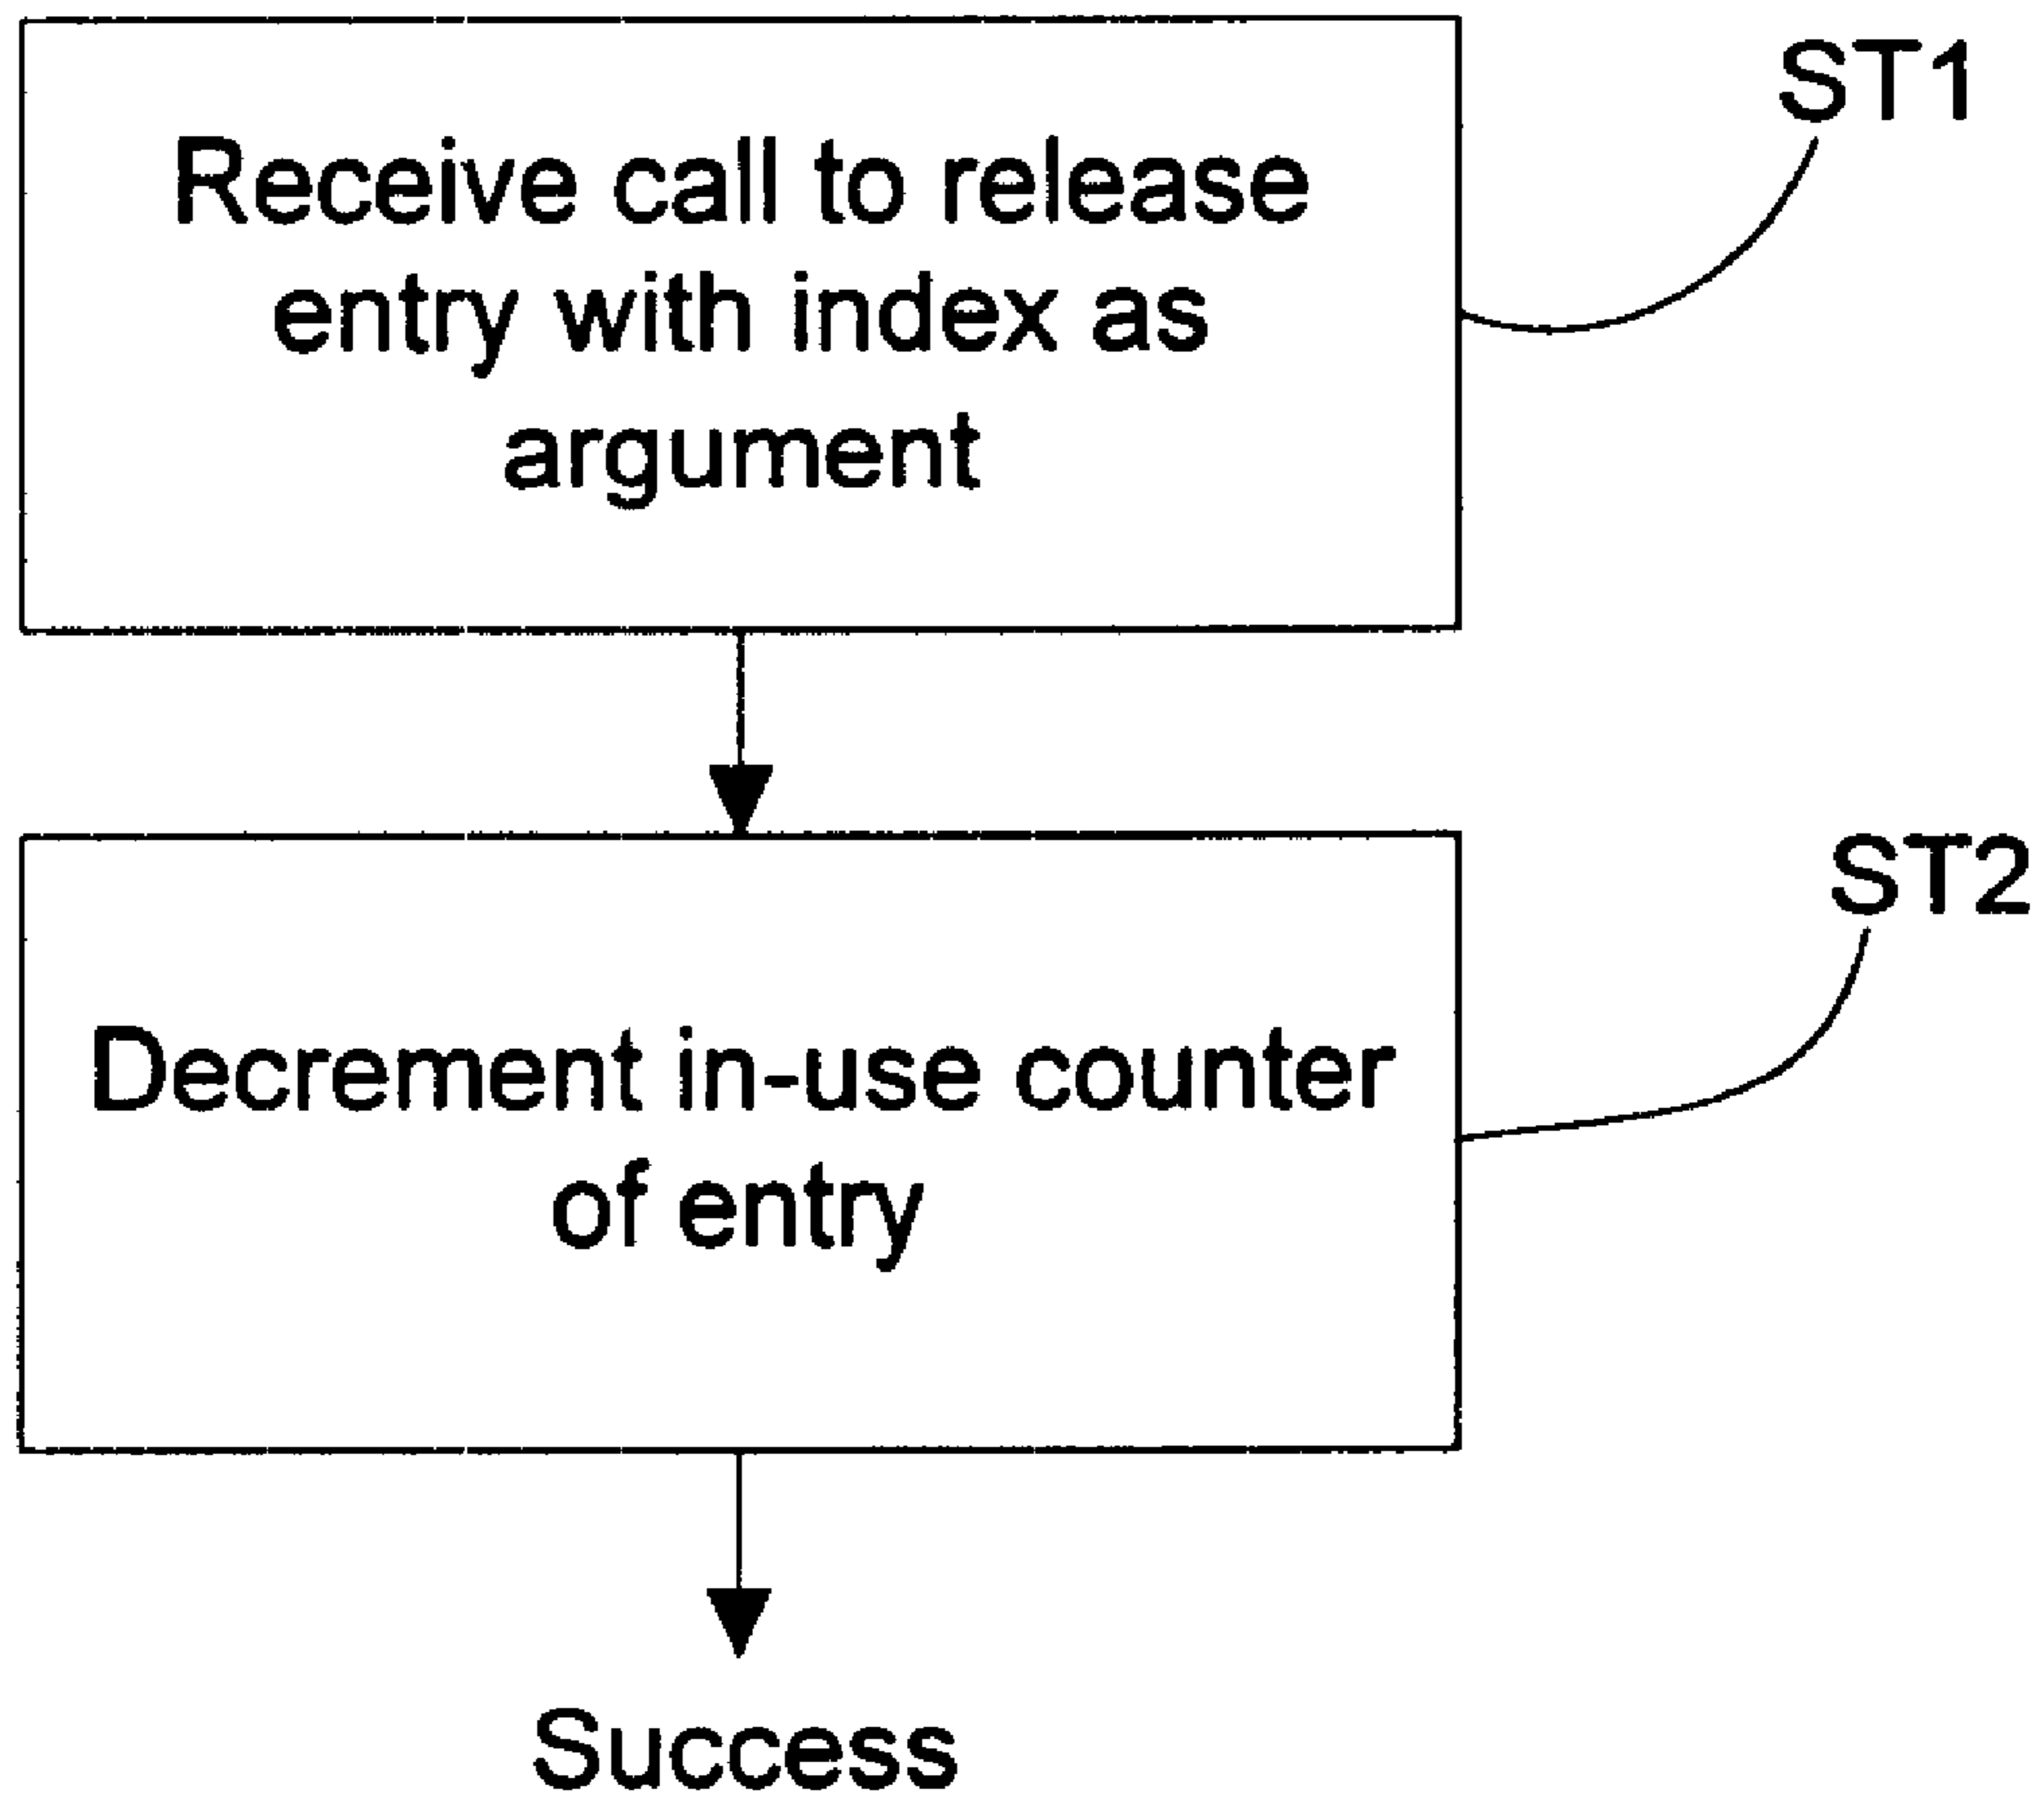 ST1
Receive call to release
entry with index as
argument
ST2
Decrement in-use counter
of entry
Success